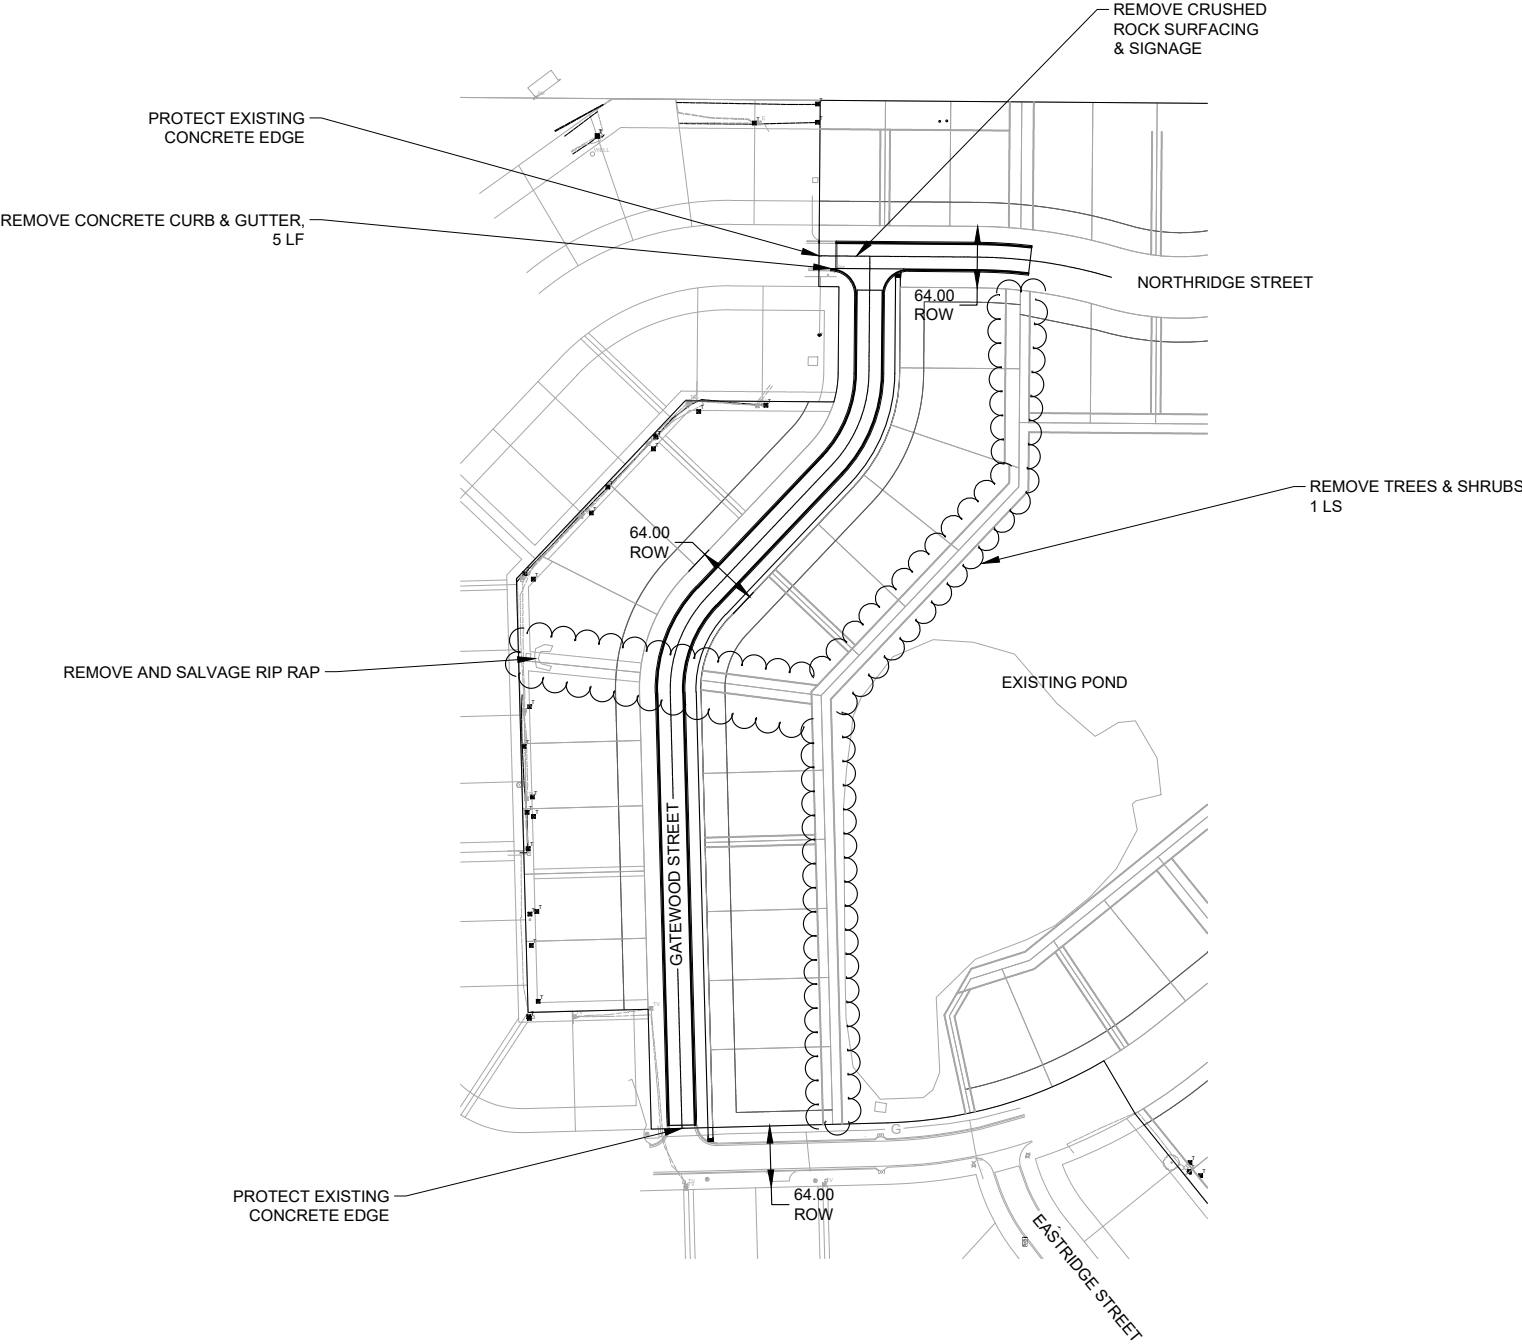 REMOVE CRUSHED
ROCK SURFACING
& SIGNAGE
PROTECT EXISTING
CONCRETE EDGE
REMOVE CONCRETE CURB & GUTTER,
5 LF
NORTHRIDGE STREET
64.00
ROW
REMOVE TREES & SHRUBS
1 LS
64.00
ROW
REMOVE AND SALVAGE RIP RAP
EXISTING POND
GATEWOOD STREET
G
PROTECT EXISTING
CONCRETE EDGE
64.00
ROW
EASTRIDGE STREET